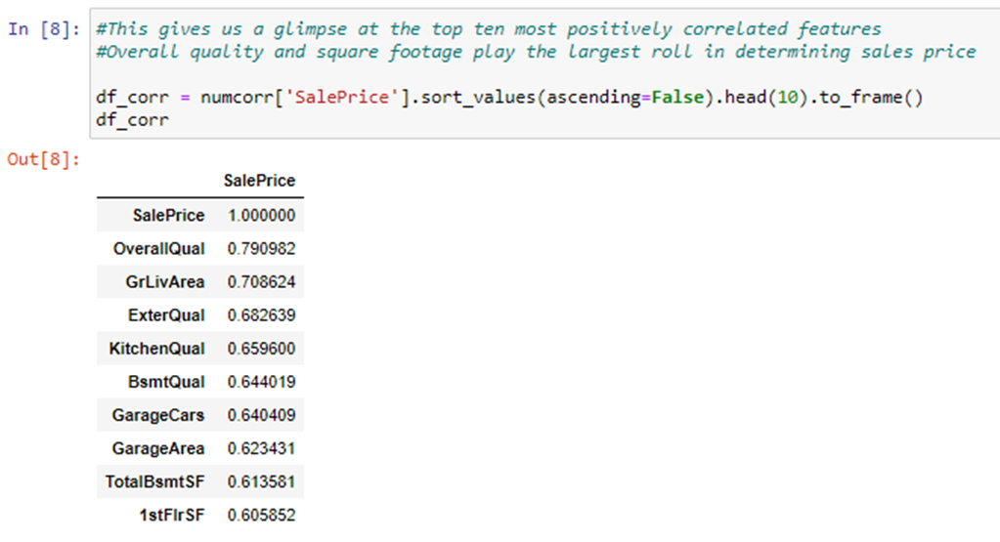 In [8]: #This gives us a glimpse at the top ten most positively correlated features
#Overall quality and square footage play the largest roll in determining sales price
df_corr = numcorr['SalePrice'].sort_values(ascending=False).head(10).to_frame()
df_corr
Out[8]:
SalePrice
SalePrice 1.000000
OverallQual 0.790982
GrLivArea 0.708624
ExterQual 0.682639
KitchenQual 0.659600
BsmtQual 0.644019
GarageCars 0.640409
GarageArea 0.623431
TotalBsmtSF 0.613581
1stFlrSF 0.605852